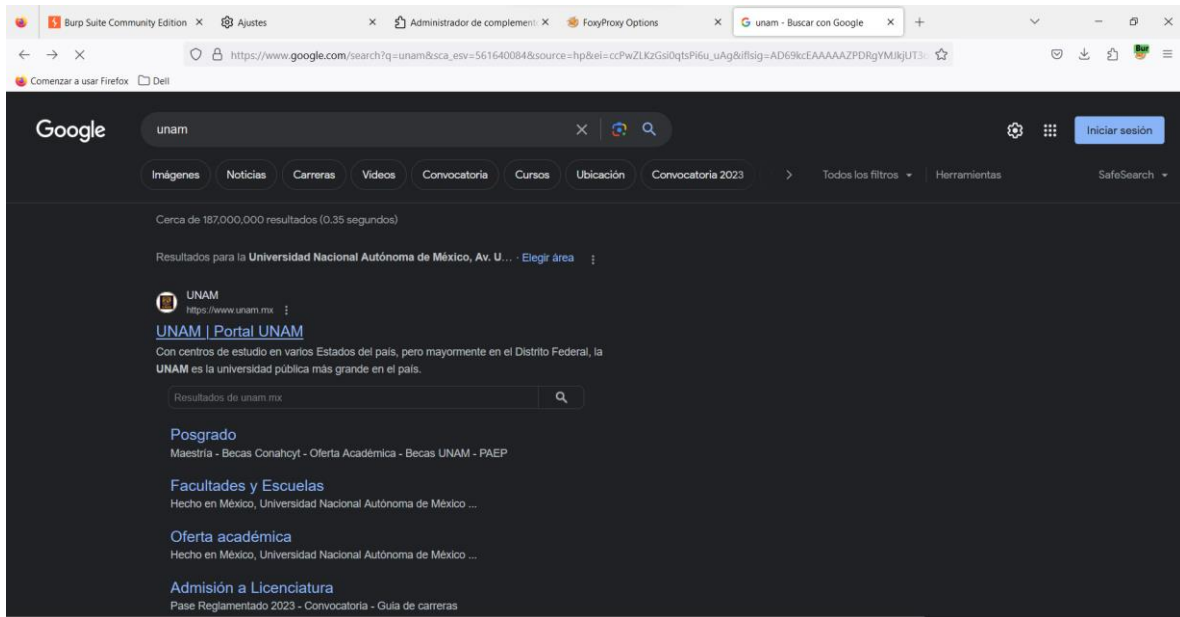 Burp Suite Community Edition
Ajustes
Administrador de complement
FoxyProxy Options
unam - Buscar con Google
https://www.google.com/search?q=unam&sca_esv=561640084&source=hp&ei=
Bur
Comenzar a usar Firefox
Dell
Google
unam
Iniciar sesión
Imágenes
Noticias
Carreras
Videos
Convocatoria
Cursos
Ubicación
Convocatoria 2023
Todos los filtros
Herramientas
SafeSearch
Cerca de 187,000,000 resultados (0.35 segundos)
Resultados para la Universidad Nacional Autónoma de México, Av. U... · Elegir área
UNAM
https://www.unam.mx
UNAM | Portal UNAM
Con centros de estudio en varios Estados del país, pero mayormente en el Distrito Federal, la
UNAM es la universidad pública más grande en el país.
Resultados de unam.mx
Posgrado
Maestría - Becas Conahcyt - Oferta Académica - Becas UNAM - PAEP
Facultades y Escuelas
Hecho en México, Universidad Nacional Autónoma de México ...
Oferta académica
Hecho en México, Universidad Nacional Autónoma de México ...
Admisión a Licenciatura
Pase Reglamentado 2023 - Convocatoria - Guia de carreras